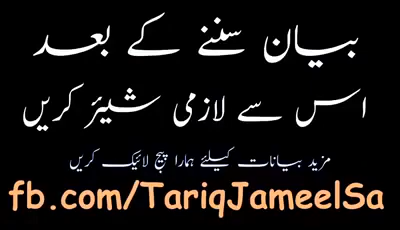 بیان سننے کے بعد
اس سے لازمی شیئر کریں
مزید بیانات کیلئے ہمارا پیج لائیک کریں
fb.com/TariqJameelSa